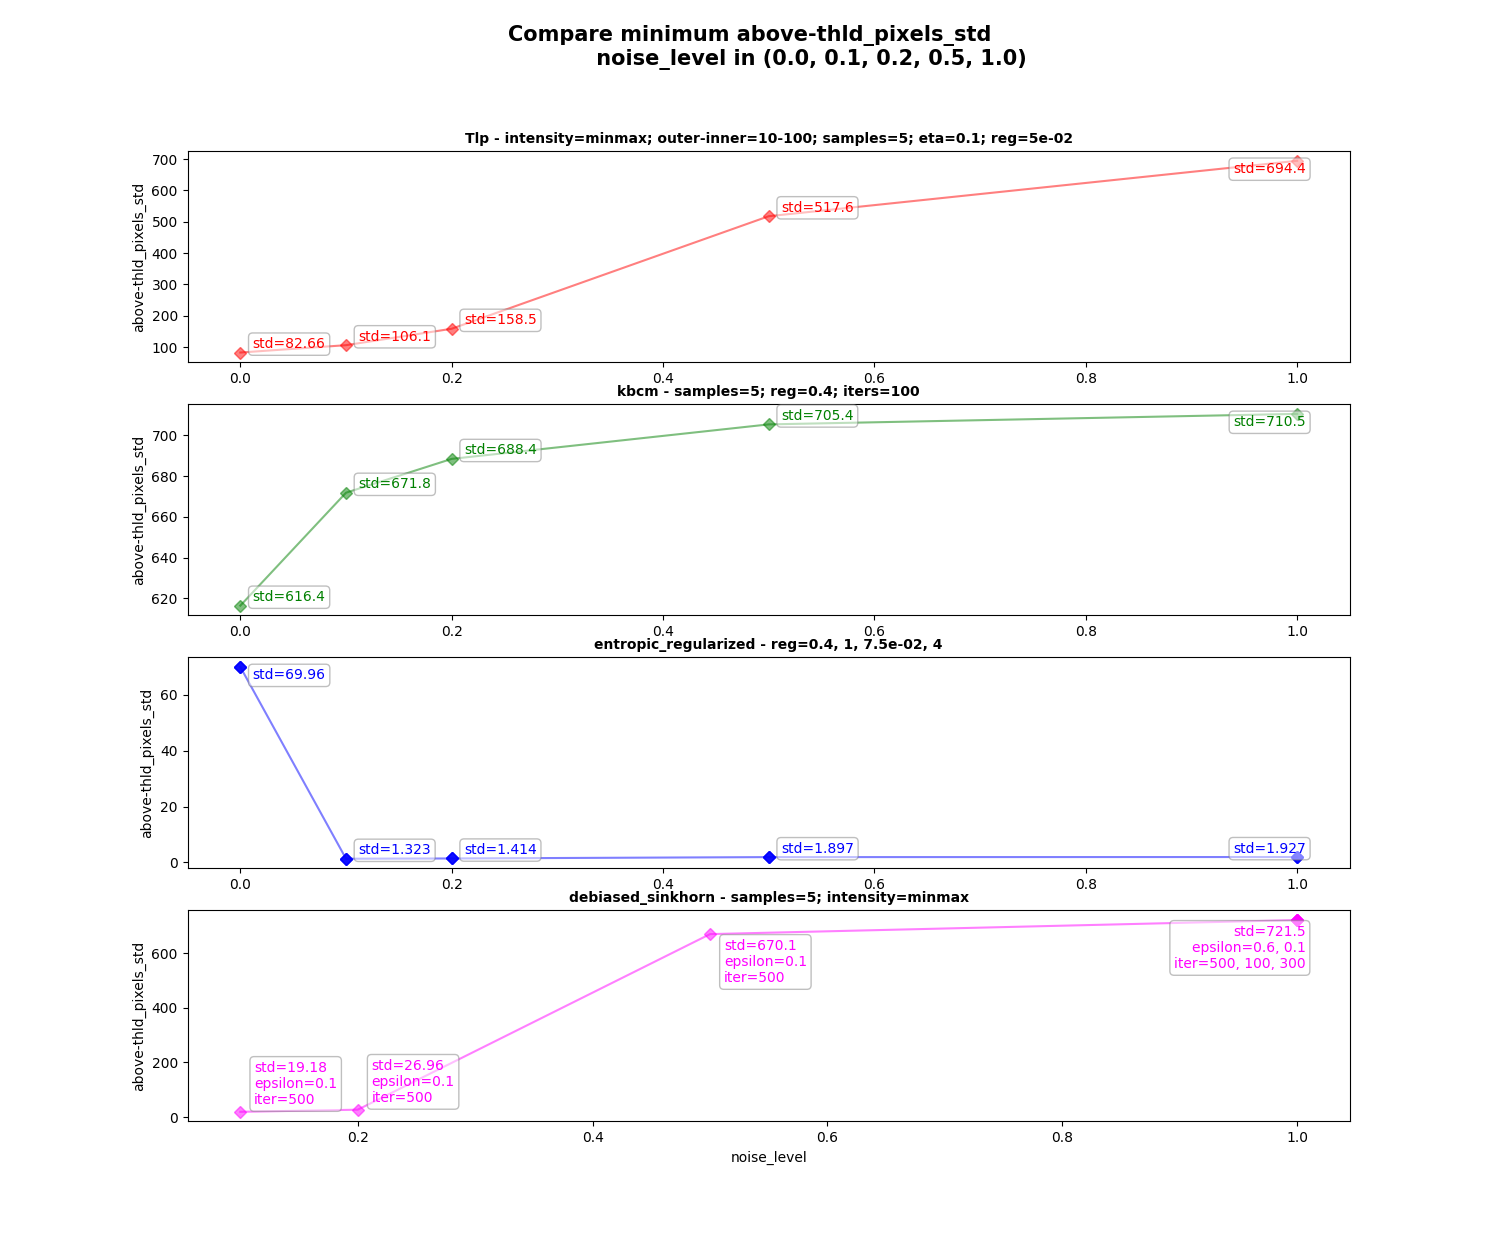 Compare minimum above-thld_pixels_std
noise_level in (0.0, 0.1, 0.2, 0.5, 1.0)
Tlp - intensity=minmax; outer-inner=10-100; samples=5; eta=0.1; reg=5e-02
above-thld_pixels_std
700
600
500
400
300
200
100
std=82.66
std=106.1
std=158.5
std=517.6
std=694.4
0.0 0.2 0.4 0.6 0.8 1.0
kbcm - samples=5; reg=0.4; iters=100
above-thld_pixels_std
700
680
660
640
620
std=616.4
std=671.8
std=688.4
std=705.4
std=710.5
0.0 0.2 0.4 0.6 0.8 1.0
entropic_regularized - reg=0.4, 1, 7.5e-02, 4
above-thld_pixels_std
60
40
20
0
std=69.96
std=1.323
std=1.414
std=1.897
std=1.927
0.0 0.2 0.4 0.6 0.8 1.0
debiased_sinkhorn - samples=5; intensity=minmax
above-thld_pixels_std
600
400
200
0
std=19.18
epsilon=0.1
iter=500
std=26.96
epsilon=0.1
iter=500
std=670.1
epsilon=0.1
iter=500
std=721.5
epsilon=0.6, 0.1
iter=500, 100, 300
0.2 0.4 0.6 0.8 1.0
noise_level